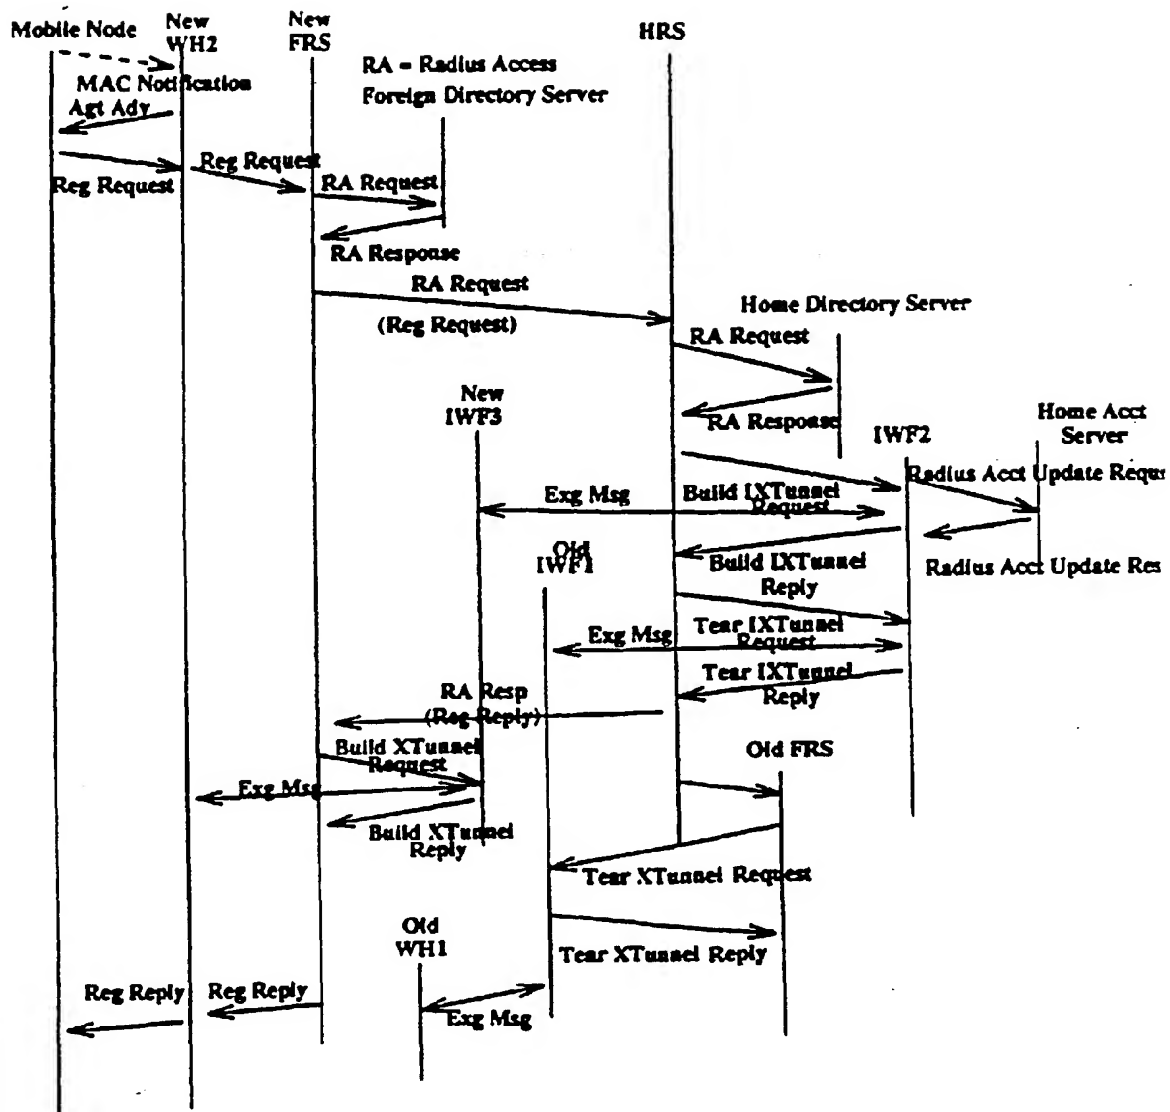 Mobile Node
New
WH2
New
FRS
HRS
RA = Radius Access
Foreign Directory Server
MAC Notification
Agt Adv
Reg Request
Reg Request
RA Request
RA Response
RA Request
(Reg Request)
Home Directory Server
RA Request
RA Response
New
IWF3
IWF2
Home Acct
Server
Radius Acct Update Reques
Exg Msg
Build IXTunnel
Request
Old
IWF1
Build IXTunnel
Reply
Radius Acct Update Res
Exg Msg
Tear IXTunnel
Request
Tear IXTunnel
Reply
RA Resp
(Reg Reply)
Build XTunnel
Request
Old FRS
Exg Msg
Build XTunnel
Reply
Tear XTunnel Request
Old
WH1
Tear XTunnel Reply
Reg Reply
Reg Reply
Exg Msg